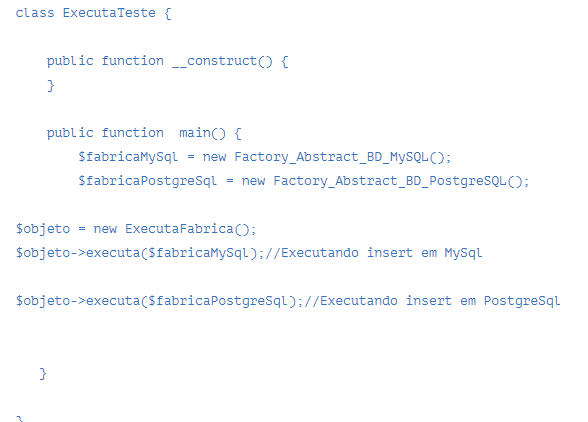 class ExecutaTeste {
public function __construct() {
}
public function  main() {
$fabricaMySql = new Factory_Abstract_BD_MySQL();
$fabricaPostgreSql = new Factory_Abstract_BD_PostgreSQL();
$objeto = new ExecutaFabrica();
$objeto->executa($fabricaMySql);//Executando insert em MySql
$objeto->executa($fabricaPostgreSql);//Executando insert em PostgreSql
}
}